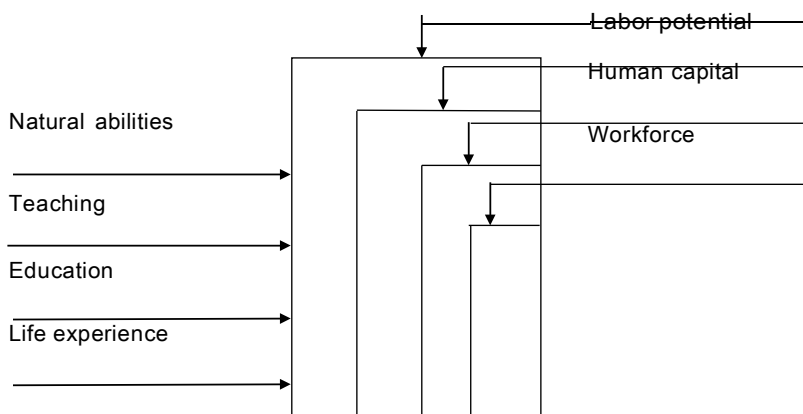 Labor potential
Human capital
Natural abilities
Workforce
Teaching
Education
Life experience